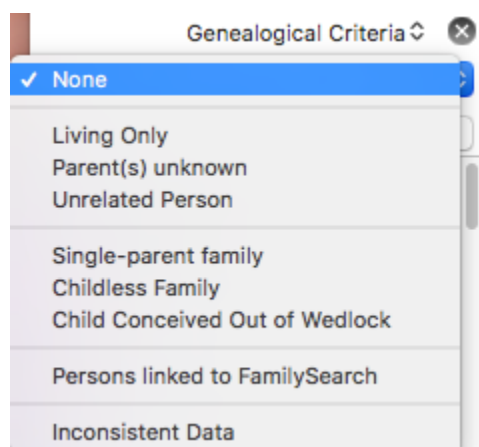 Genealogical Criteria
None
Living Only
Parent(s) unknown
Unrelated Person
Single-parent family
Childless Family
Child Conceived Out of Wedlock
Persons linked to FamilySearch
Inconsistent Data